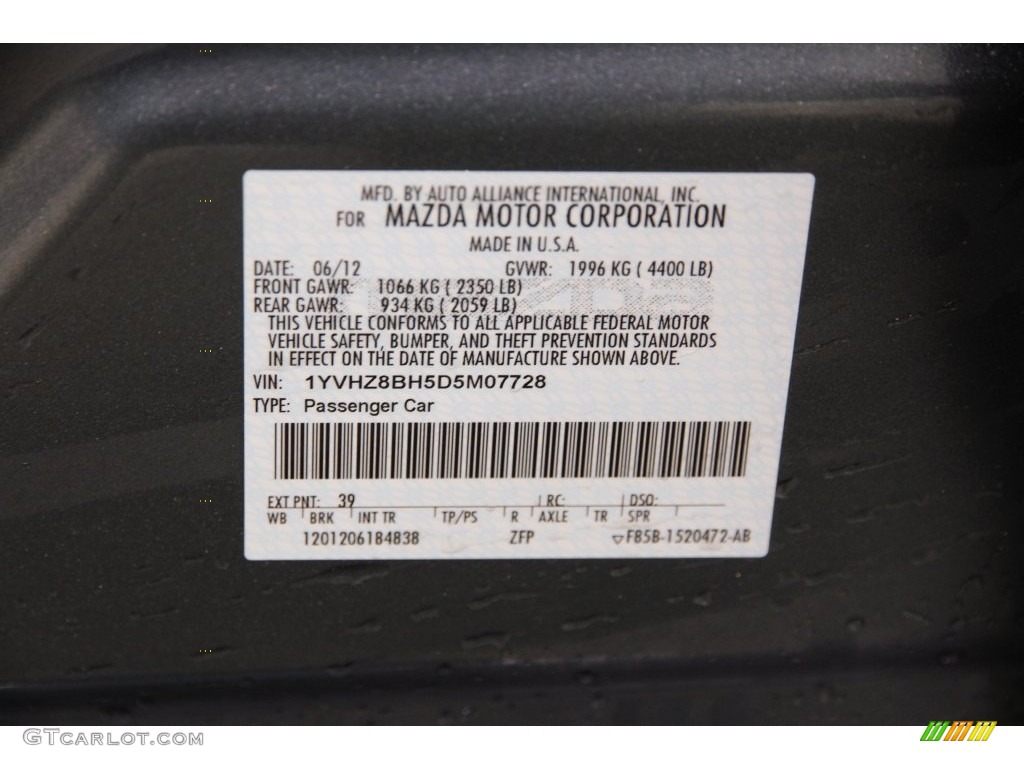 MFD. BY AUTO ALLIANCE INTERNATIONAL, INC.
FOR MAZDA MOTOR CORPORATION
MADE IN U.S.A.
DATE: 06/12 GVWR: 1996 KG ( 4400 LB)
FRONT GAWR: 1066 KG ( 2350 LB)
REAR GAWR: 934 KG ( 2059 LB)
THIS VEHICLE CONFORMS TO ALL APPLICABLE FEDERAL MOTOR
VEHICLE SAFETY, BUMPER, AND THEFT PREVENTION STANDARDS
IN EFFECT ON THE DATE OF MANUFACTURE SHOWN ABOVE.
VIN: 1YVHZ8BH5D5M07728
TYPE: Passenger Car
EXT PNT: 39 RC: DSO:
WB BRK INT TR TP/PS R AXLE TR SPR
1201206184838 ZFP ▽F85B-1520472-AB
GTCARLOT.COM